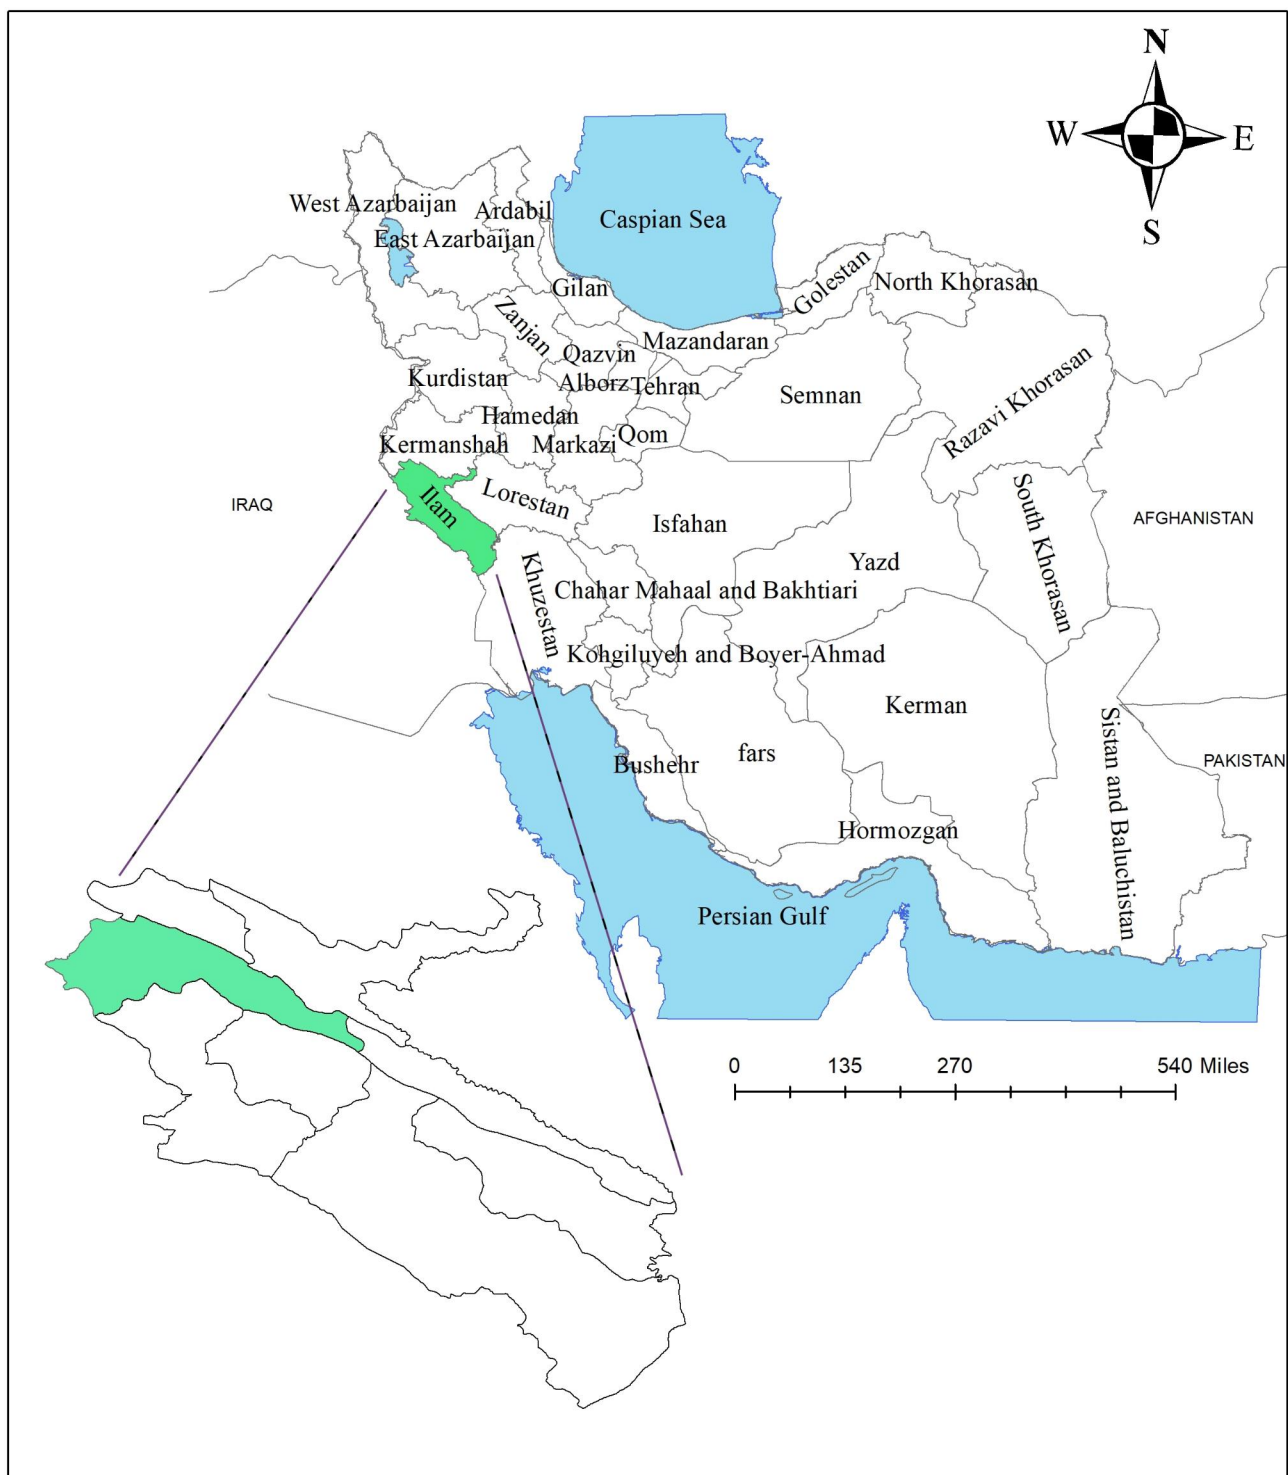 N
W E
S
West Azarbaijan
Ardabil
Caspian Sea
East Azarbaijan
Gilan
Golestan
North Khorasan
Zanjan
Qazvin
Mazandaran
Kurdistan
Alborz
Tehran
Semnan
Razavi Khorasan
Hamedan
Kermanshah
Markazi
Qom
Ilam
Lorestan
IRAQ
Isfahan
South Khorasan
AFGHANISTAN
Khuzestan
Yazd
Chahar Mahaal and Bakhtiari
Kohgiluyeh and Boyer-Ahmad
Kerman
Sistan and Baluchistan
Bushehr
fars
PAKISTAN
Hormozgan
Persian Gulf
0 135 270 540 Miles